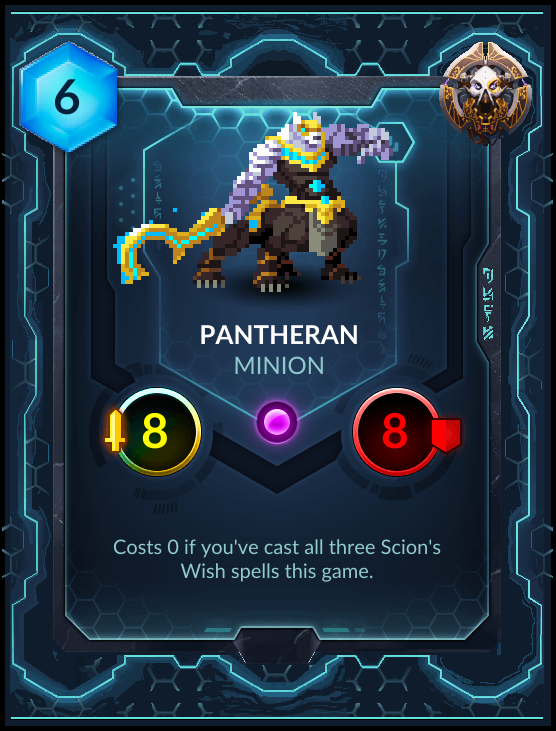 6
PANTHERAN
MINION
8
8
Costs 0 if you've cast all three Scion's
Wish spells this game.